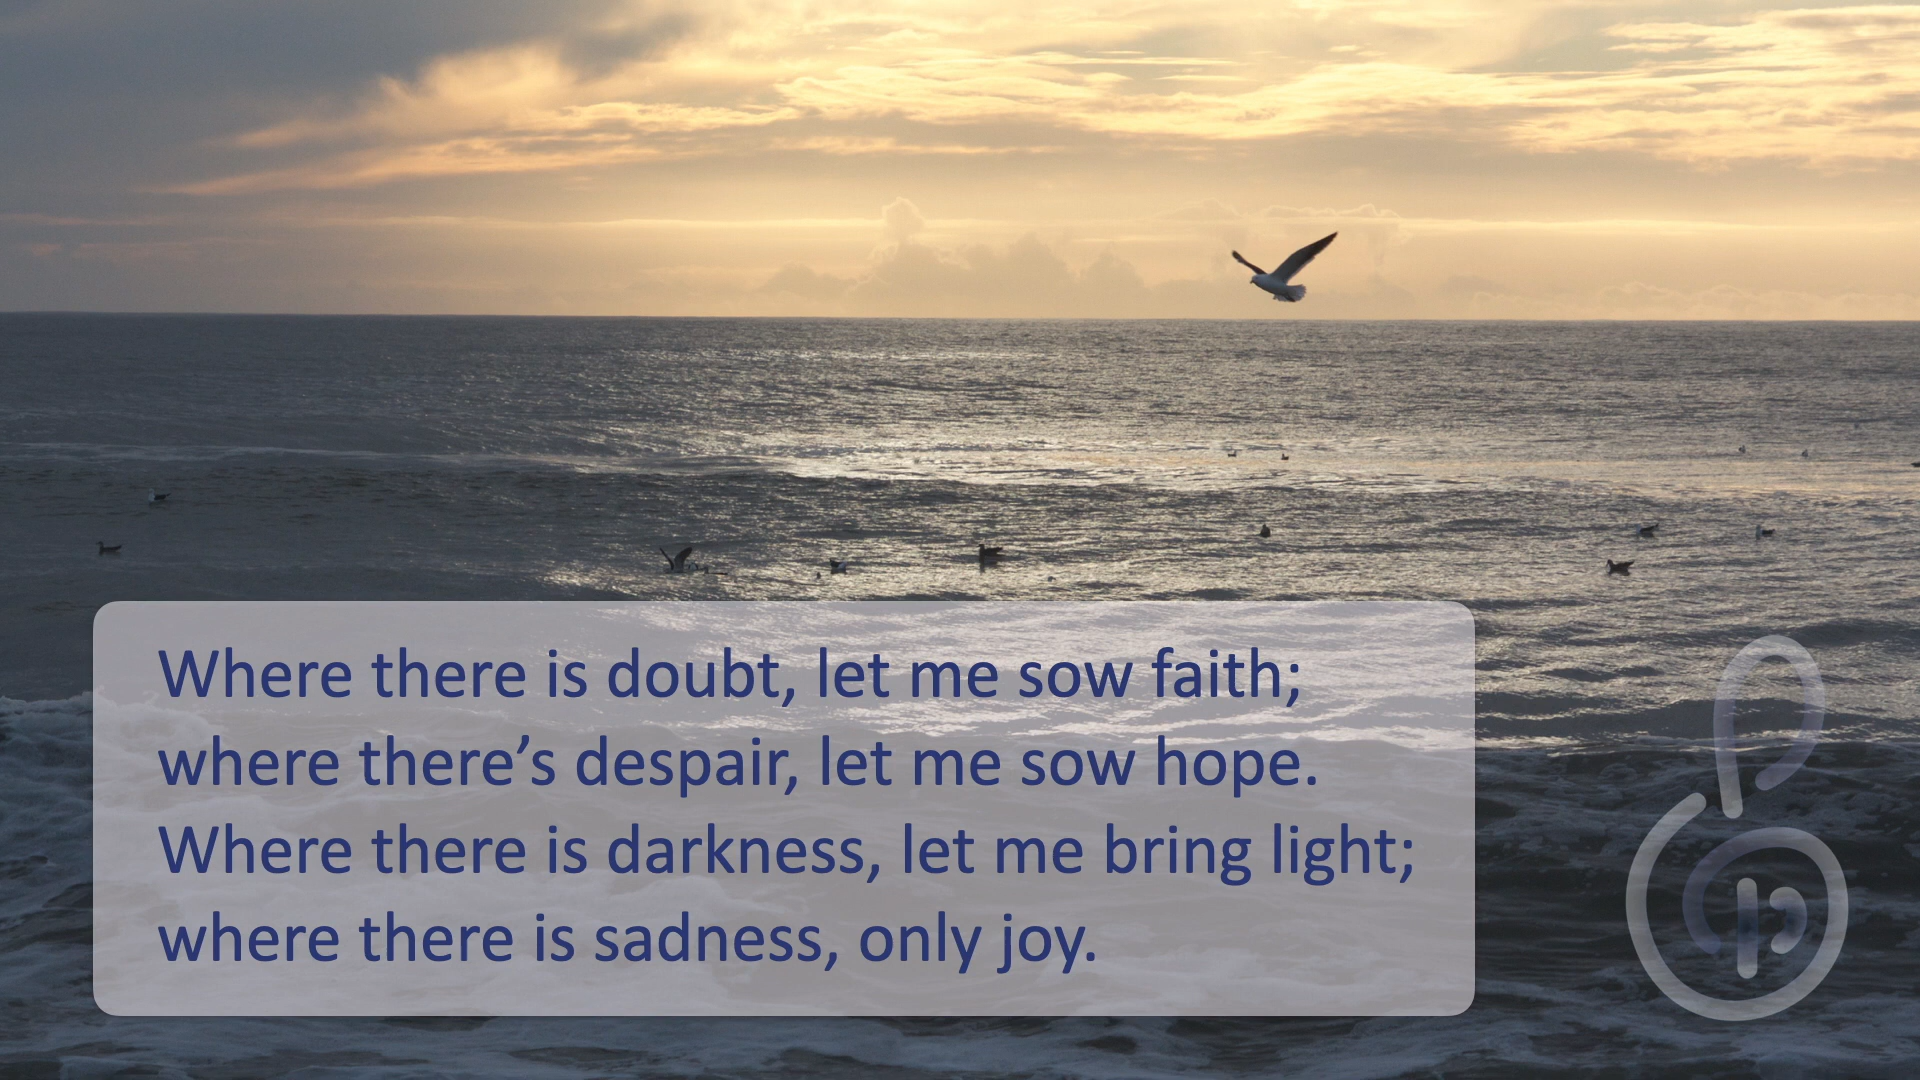 Where there is doubt, let me sow faith;
where there’s despair, let me sow hope.
Where there is darkness, let me bring light;
where there is sadness, only joy.